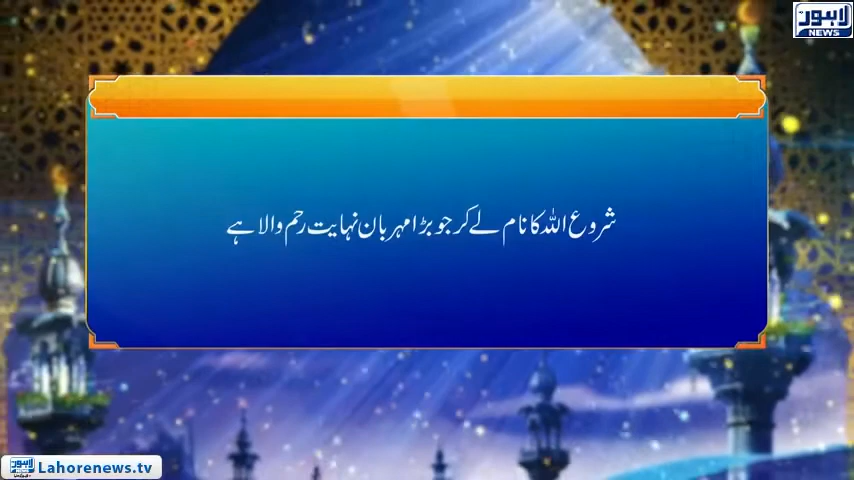 لاہور
NEWS
شروع اللہ کا نام لے کر جو بڑا مہربان نہایت رحم والا ہے
لاہور
Lahorenews.tv